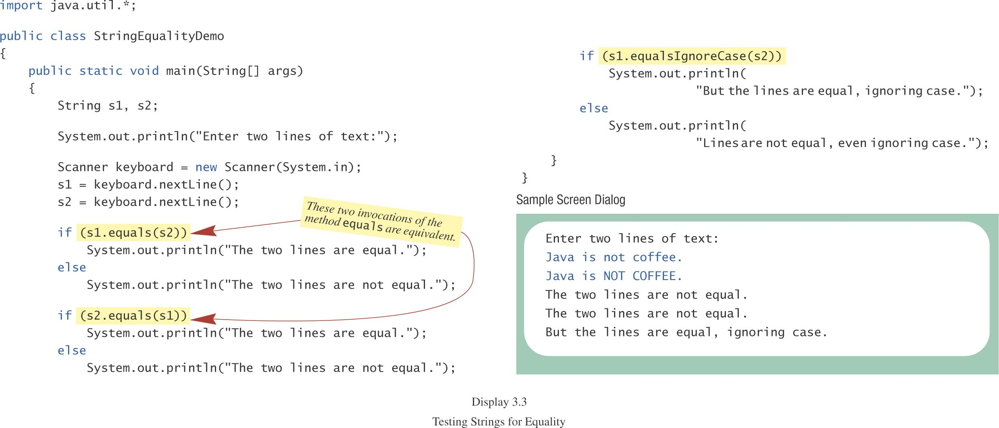 import java.util.*;
public class StringEqualityDemo
{
public static void main(String[] args)
{
String s1, s2;
System.out.println("Enter two lines of text:");
Scanner keyboard = new Scanner(System.in);
s1 = keyboard.nextLine();
s2 = keyboard.nextLine();
These two invocations of the
method equals are equivalent.
if (s1.equals(s2))
System.out.println("The two lines are equal.");
else
System.out.println("The two lines are not equal.");
if (s2.equals(s1))
System.out.println("The two lines are equal.");
else
System.out.println("The two lines are not equal.");
if (s1.equalsIgnoreCase(s2))
System.out.println(
"But the lines are equal, ignoring case.");
else
System.out.println(
"Lines are not equal, even ignoring case.");
}
}
Sample Screen Dialog
Enter two lines of text:
Java is not coffee.
Java is NOT COFFEE.
The two lines are not equal.
The two lines are not equal.
But the lines are equal, ignoring case.
Display 3.3
Testing Strings for Equality